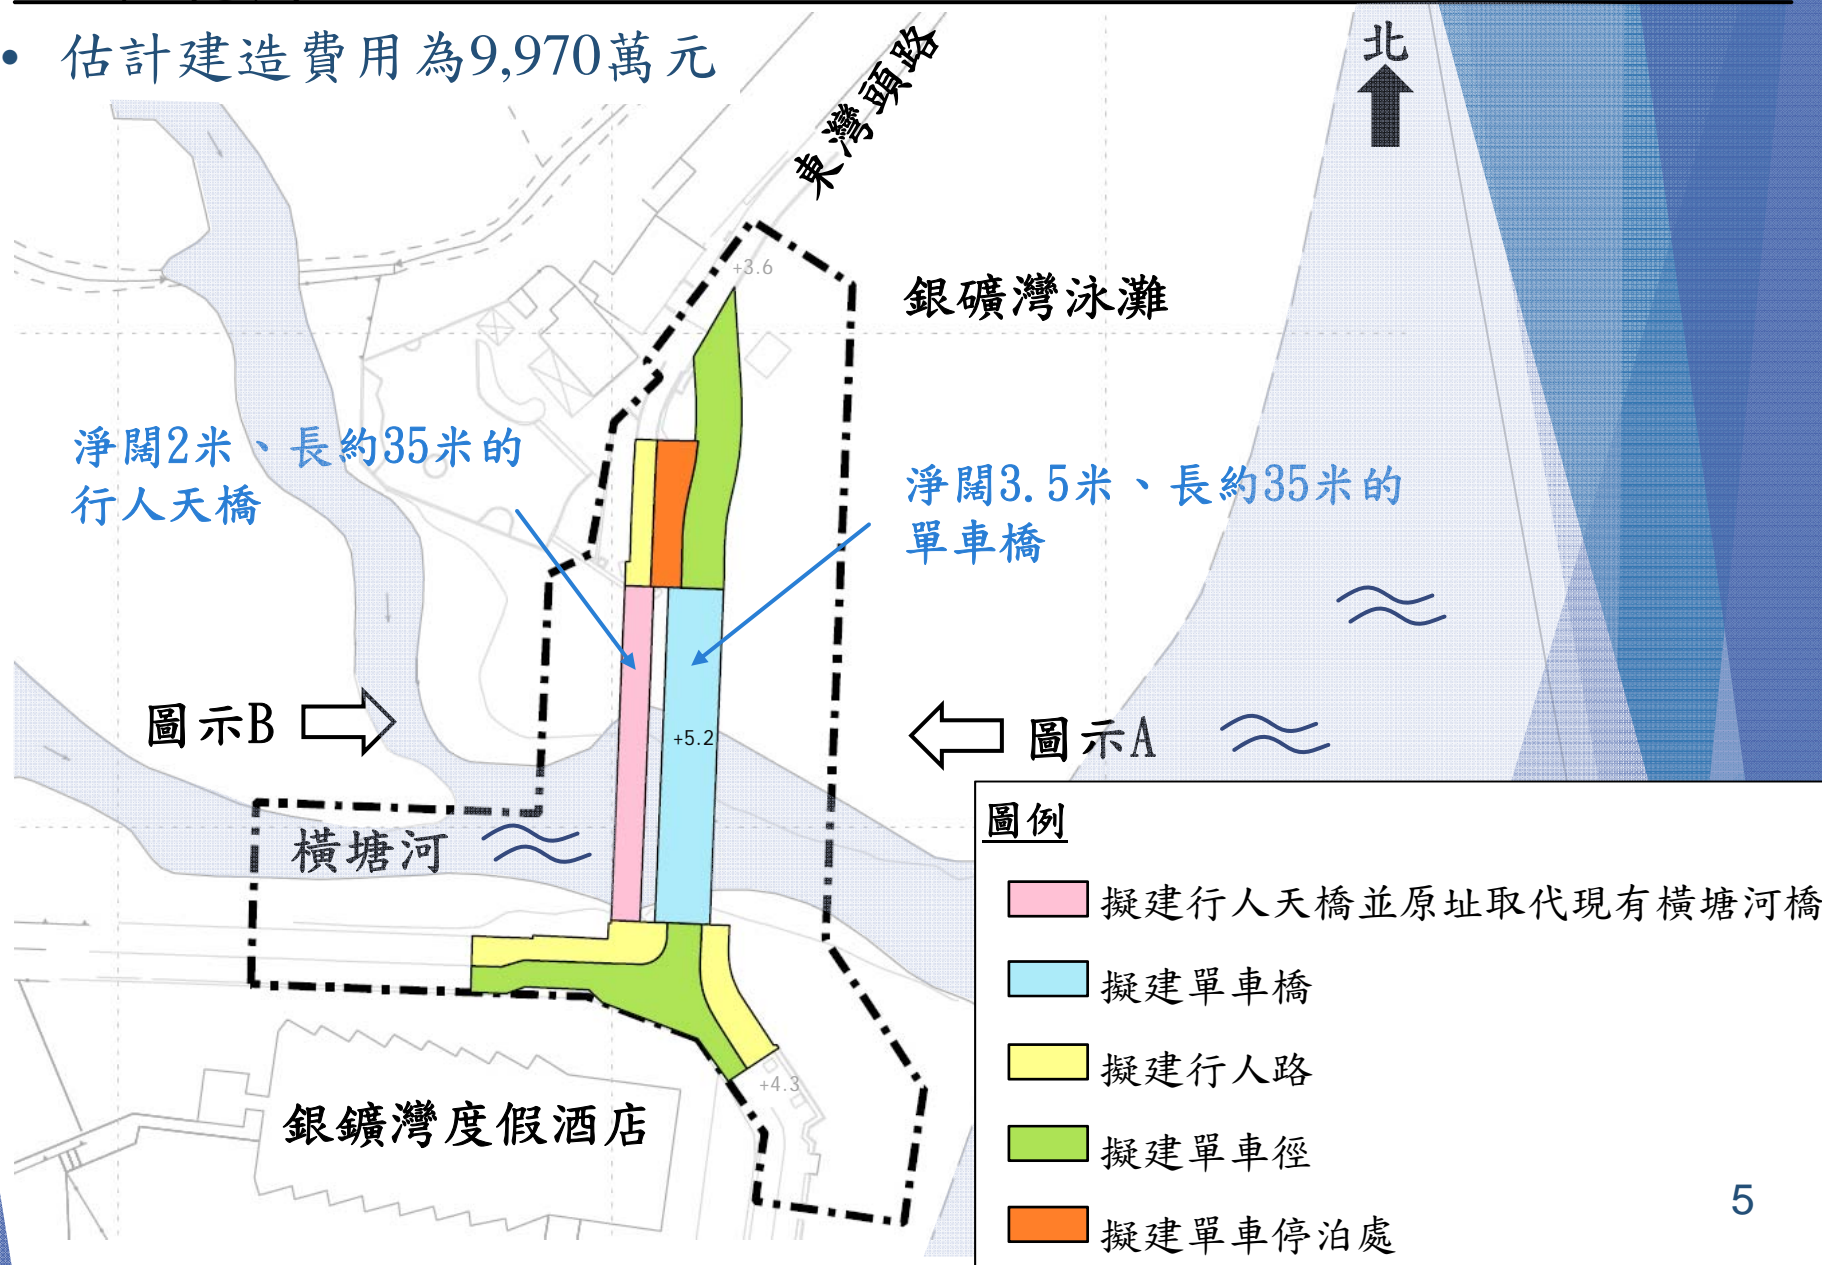 • 估計建造費用為9,970萬元
北
東灣頭路
+3.6
銀礦灣泳灘
淨闊2米、長約35米的
行人天橋
淨闊3.5米、長約35米的
單車橋
圖示B
+5.2
圖示A
橫塘河
圖例
擬建行人天橋並原址取代現有橫塘河橋
擬建單車橋
擬建行人路
+4.3
銀鑛灣度假酒店
擬建單車徑
擬建單車停泊處
5